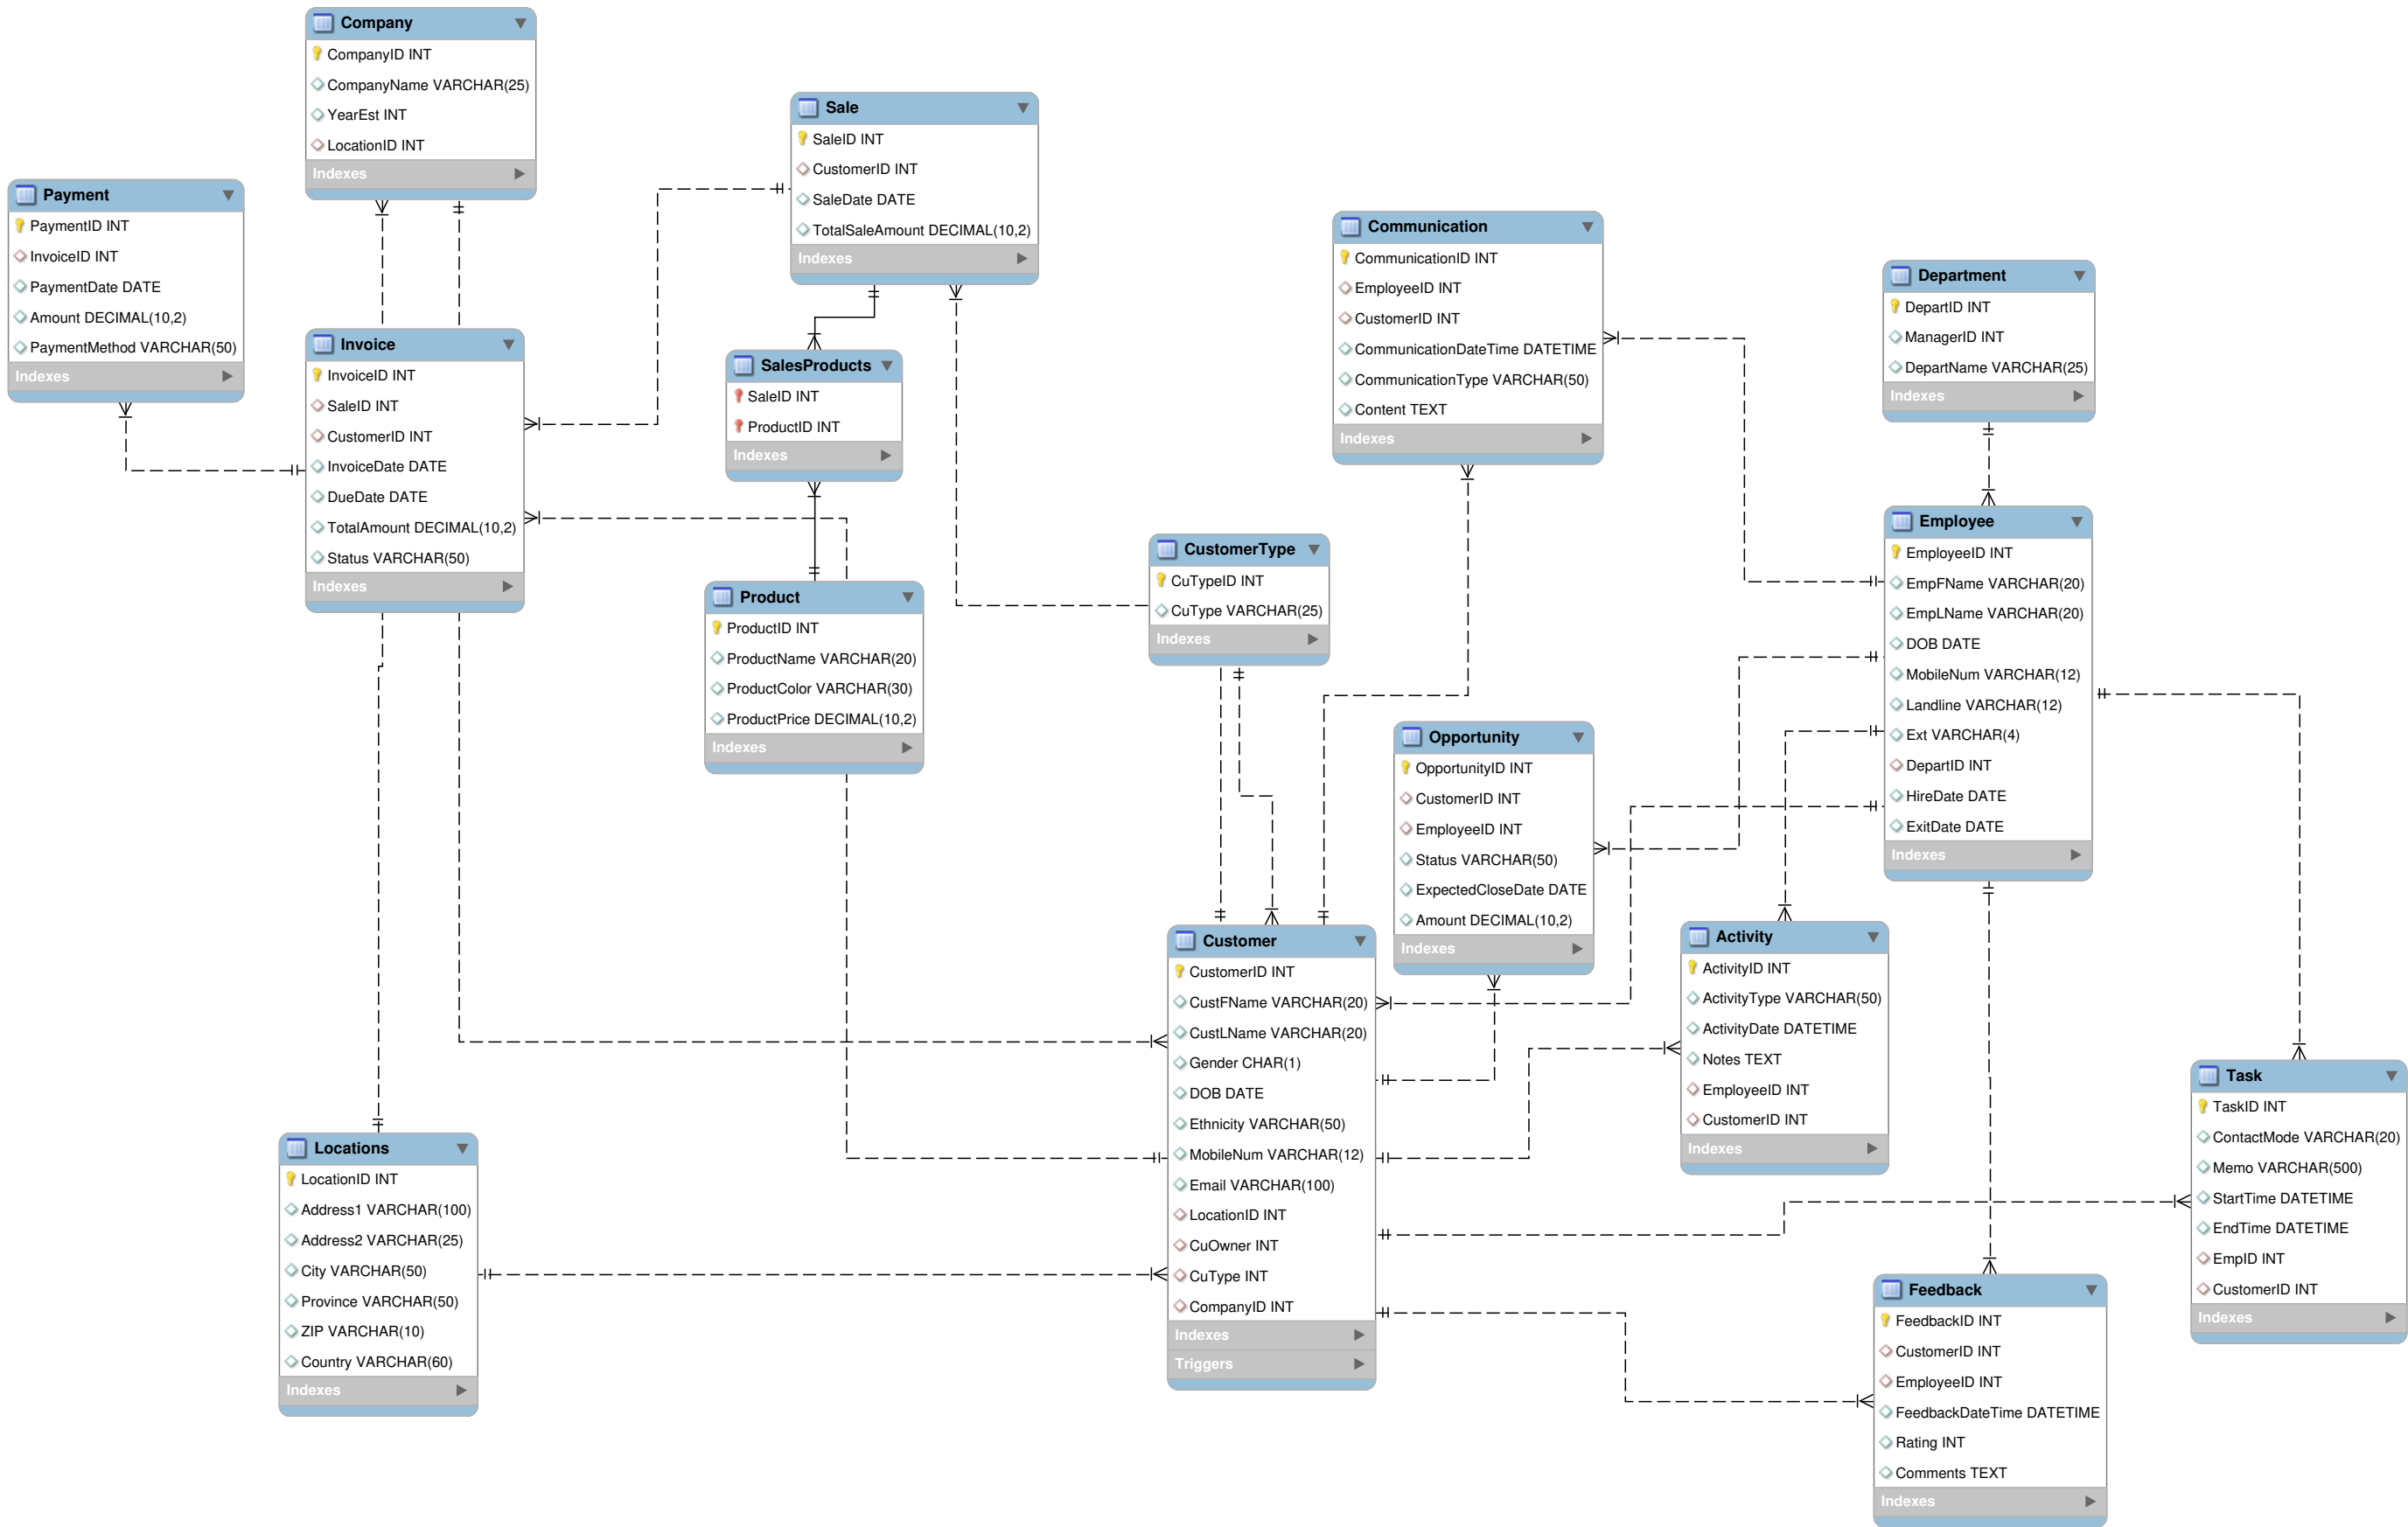 Company
CompanyID INT
CompanyName VARCHAR(25)
YearEst INT
LocationID INT
Indexes
Payment
PaymentID INT
InvoiceID INT
PaymentDate DATE
Amount DECIMAL(10,2)
PaymentMethod VARCHAR(50)
Indexes
Invoice
InvoiceID INT
SaleID INT
CustomerID INT
InvoiceDate DATE
DueDate DATE
TotalAmount DECIMAL(10,2)
Status VARCHAR(50)
Indexes
Sale
SaleID INT
CustomerID INT
SaleDate DATE
TotalSaleAmount DECIMAL(10,2)
Indexes
SalesProducts
SaleID INT
ProductID INT
Indexes
Product
ProductID INT
ProductName VARCHAR(20)
ProductColor VARCHAR(30)
ProductPrice DECIMAL(10,2)
Indexes
Communication
CommunicationID INT
EmployeeID INT
CustomerID INT
CommunicationDateTime DATETIME
CommunicationType VARCHAR(50)
Content TEXT
Indexes
Department
DepartID INT
ManagerID INT
DepartName VARCHAR(25)
Indexes
CustomerType
CuTypeID INT
CuType VARCHAR(25)
Indexes
Employee
EmployeeID INT
EmpFName VARCHAR(20)
EmpLName VARCHAR(20)
DOB DATE
MobileNum VARCHAR(12)
Landline VARCHAR(12)
Ext VARCHAR(4)
DepartID INT
HireDate DATE
ExitDate DATE
Indexes
Opportunity
OpportunityID INT
CustomerID INT
EmployeeID INT
Status VARCHAR(50)
ExpectedCloseDate DATE
Amount DECIMAL(10,2)
Indexes
Customer
CustomerID INT
CustFName VARCHAR(20)
CustLName VARCHAR(20)
Gender CHAR(1)
DOB DATE
Ethnicity VARCHAR(50)
MobileNum VARCHAR(12)
Email VARCHAR(100)
LocationID INT
CuOwner INT
CuType INT
CompanyID INT
Indexes
Triggers
Activity
ActivityID INT
ActivityType VARCHAR(50)
ActivityDate DATETIME
Notes TEXT
EmployeeID INT
CustomerID INT
Indexes
Task
TaskID INT
ContactMode VARCHAR(20)
Memo VARCHAR(500)
StartTime DATETIME
EndTime DATETIME
EmpID INT
CustomerID INT
Indexes
Locations
LocationID INT
Address1 VARCHAR(100)
Address2 VARCHAR(25)
City VARCHAR(50)
Province VARCHAR(50)
ZIP VARCHAR(10)
Country VARCHAR(60)
Indexes
Feedback
FeedbackID INT
CustomerID INT
EmployeeID INT
FeedbackDateTime DATETIME
Rating INT
Comments TEXT
Indexes